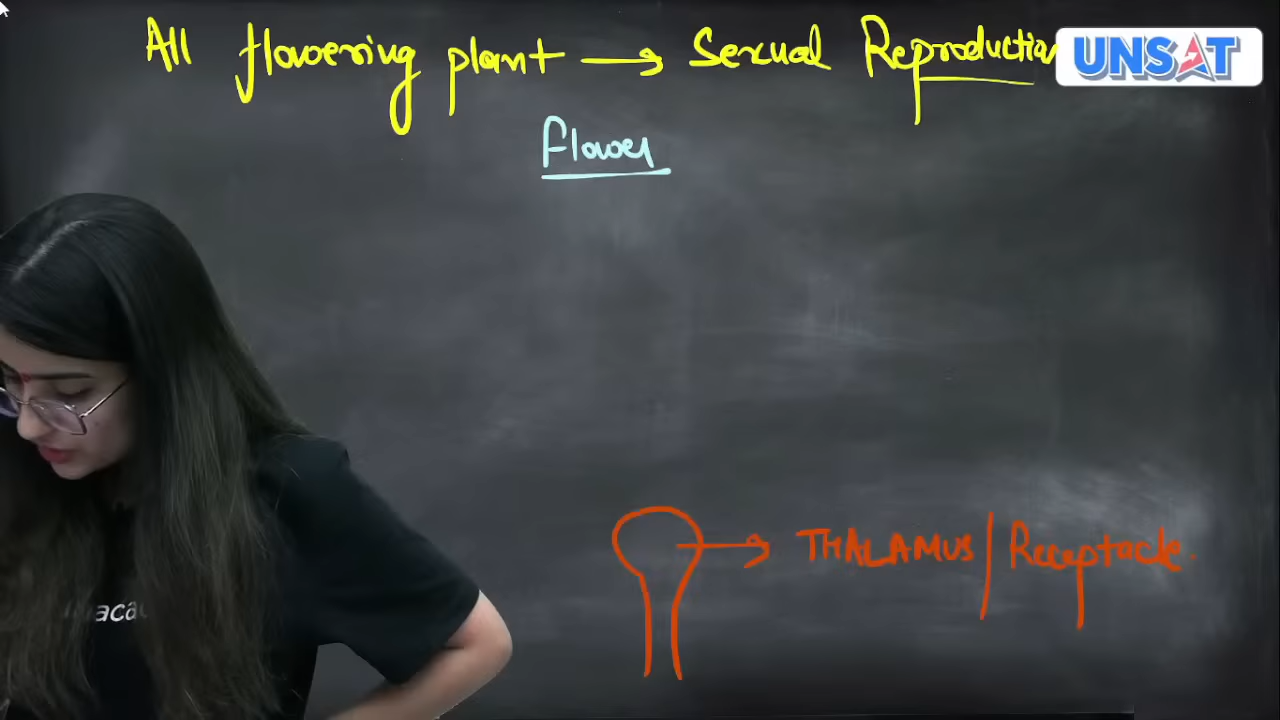 All flowering plant → Sexual Reproduction
UNSAT
Flower
THALAMUS / Receptacle.